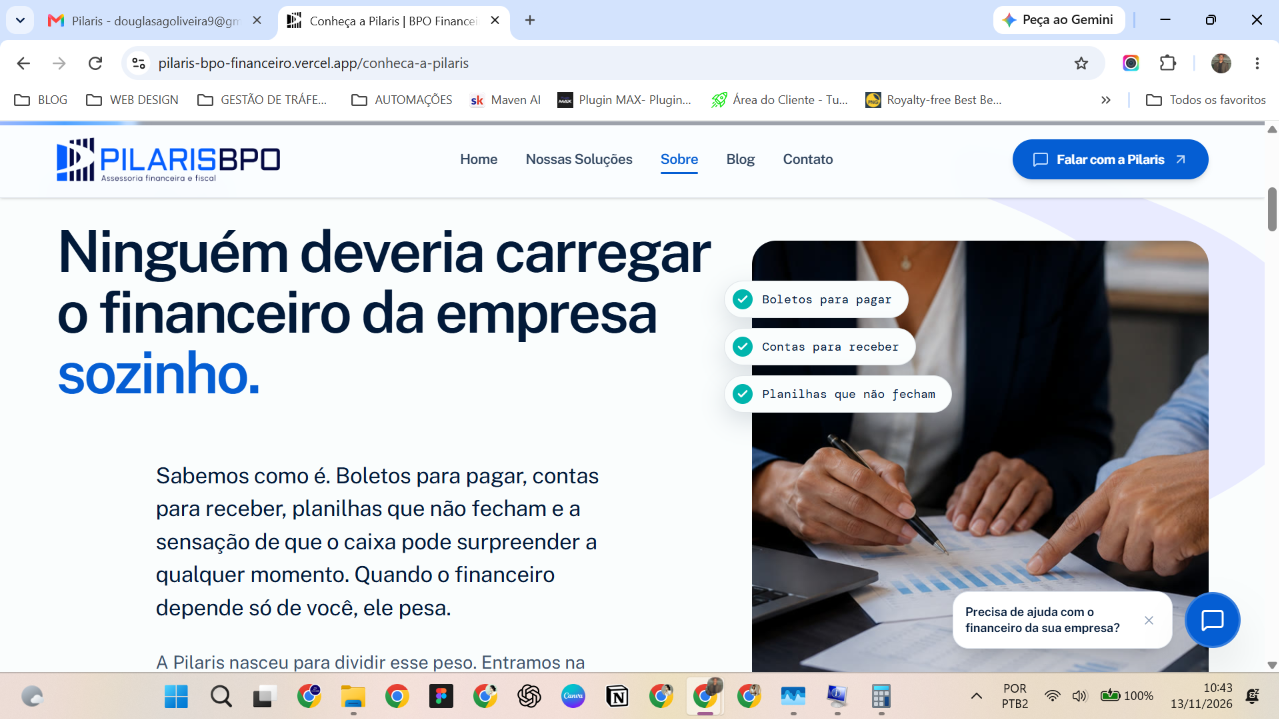 Pilaris - douglasagoliveira9@gm
Conheça a Pilaris | BPO Financei
Peça ao Gemini
pilaris-bpo-financeiro.vercel.app/conheca-a-pilaris
BLOG
WEB DESIGN
GESTÃO DE TRÁFE...
AUTOMAÇÕES
sk Maven AI
MAX Plugin MAX- Plugin...
Área do Cliente - Tu...
PNG Royalty-free Best Be...
Todos os favoritos
PILARISBPO
Assessoria financeira e fiscal
Home
Nossas Soluções
Sobre
Blog
Contato
Falar com a Pilaris
Ninguém deveria carregar
o financeiro da empresa
sozinho.
Boletos para pagar
Contas para receber
Planilhas que não fecham
Sabemos como é. Boletos para pagar, contas
para receber, planilhas que não fecham e a
sensação de que o caixa pode surpreender a
qualquer momento. Quando o financeiro
depende só de você, ele pesa.
A Pilaris nasceu para dividir esse peso. Entramos na
Precisa de ajuda com o
financeiro da sua empresa?
Canva
POR
PTB2
100%
10:43
13/11/2026